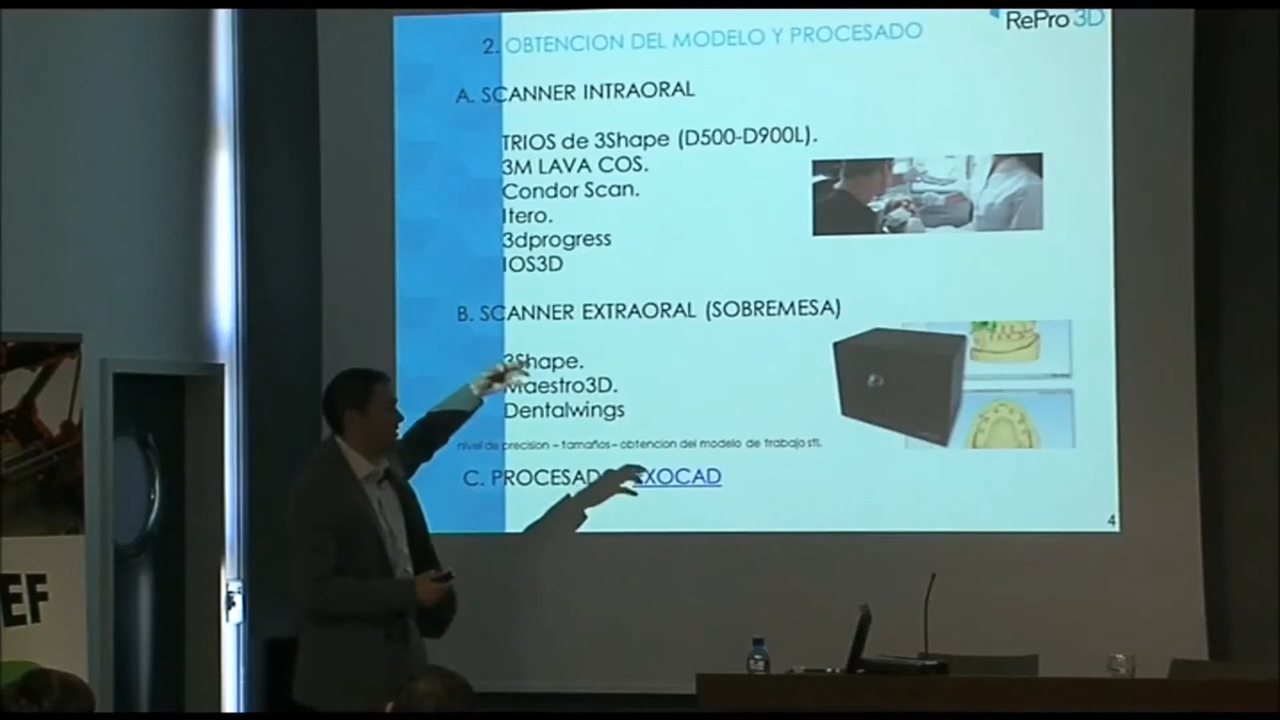 RePro 3D
2. OBTENCION DEL MODELO Y PROCESADO
A. SCANNER INTRAORAL
TRIOS de 3Shape (D500-D900L).
3M LAVA COS.
Condor Scan.
Itero.
3dprogress
IOS3D
B. SCANNER EXTRAORAL (SOBREMESA)
3Shape.
Maestro3D.
Dentalwings
nivel de precision – tamaños – obtencion del modelo de trabajo stl.
C. PROCESADO EXOCAD
4
EF